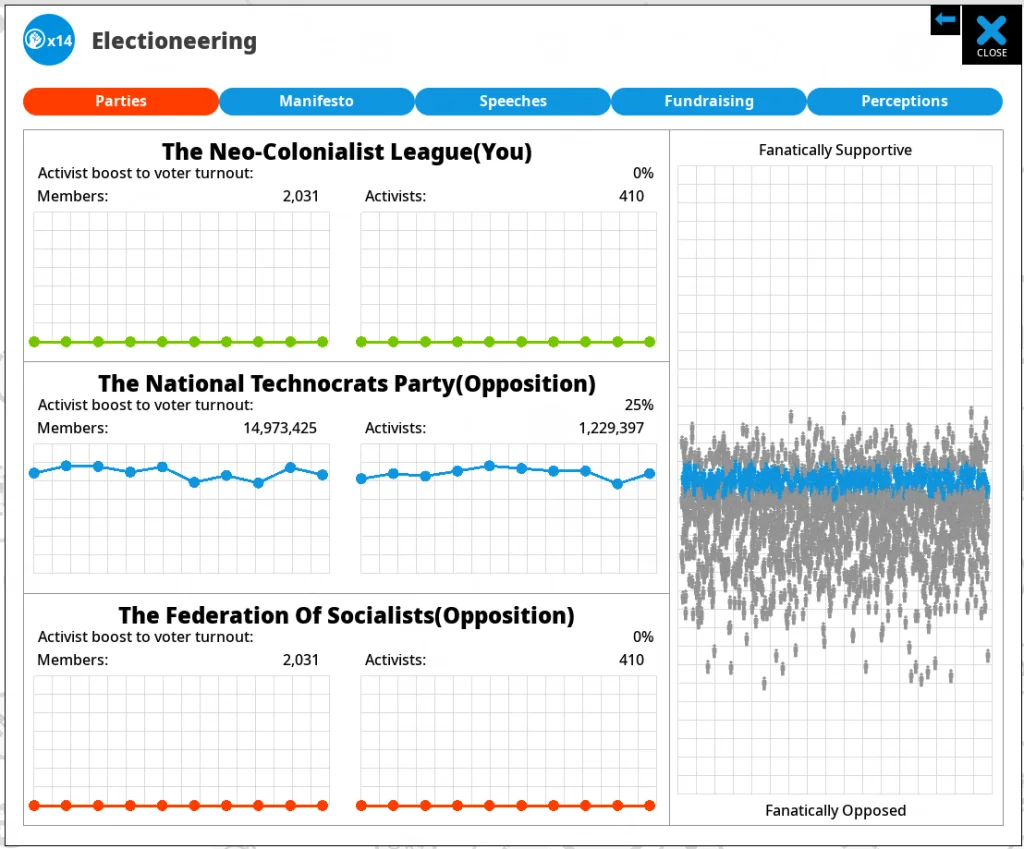 x14
Electioneering
CLOSE
Parties
Manifesto
Speeches
Fundraising
Perceptions
The Neo-Colonialist League(You)
Activist boost to voter turnout: 0%
Members: 2,031
Activists: 410
The National Technocrats Party(Opposition)
Activist boost to voter turnout: 25%
Members: 14,973,425
Activists: 1,229,397
The Federation Of Socialists(Opposition)
Activist boost to voter turnout: 0%
Members: 2,031
Activists: 410
Fanatically Supportive
Fanatically Opposed